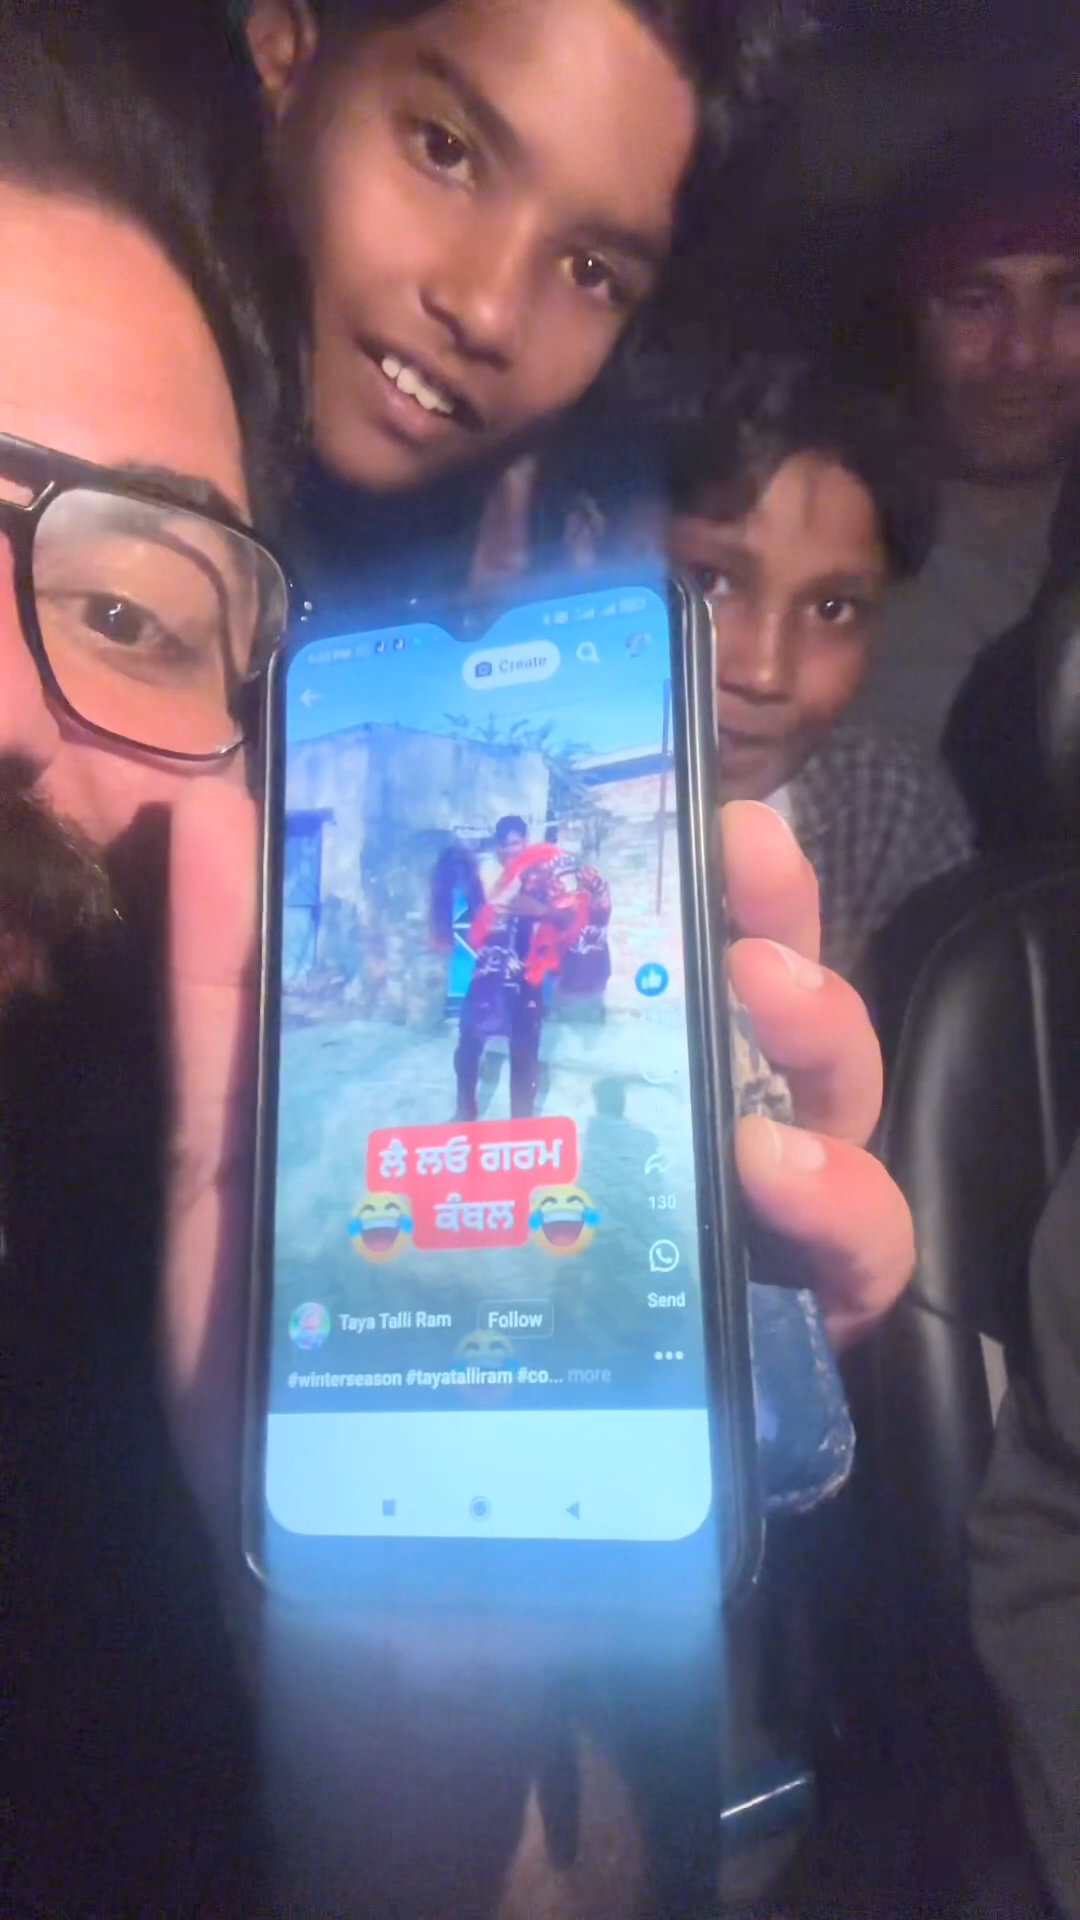 Create
ਲੈ ਲਓ ਗਰਮ
ਕੰਬਲ
130
Send
Taya Talli Ram
Follow
#winterseason #tayatalliram #co... more